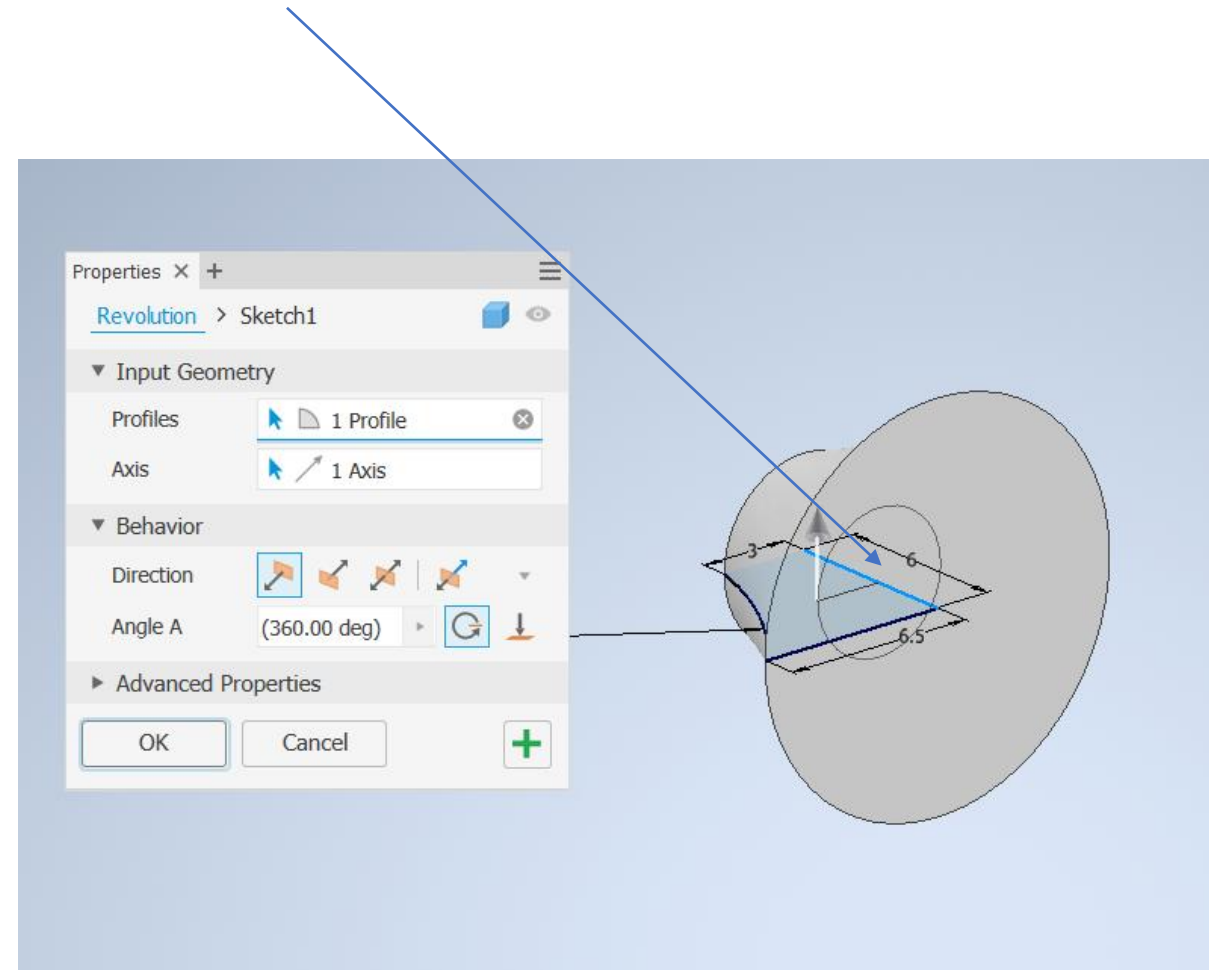 Properties × +
Revolution > Sketch1
Input Geometry
Profiles 1 Profile
Axis 1 Axis
Behavior
Direction
Angle A (360.00 deg)
Advanced Properties
OK Cancel
3
6
6.5